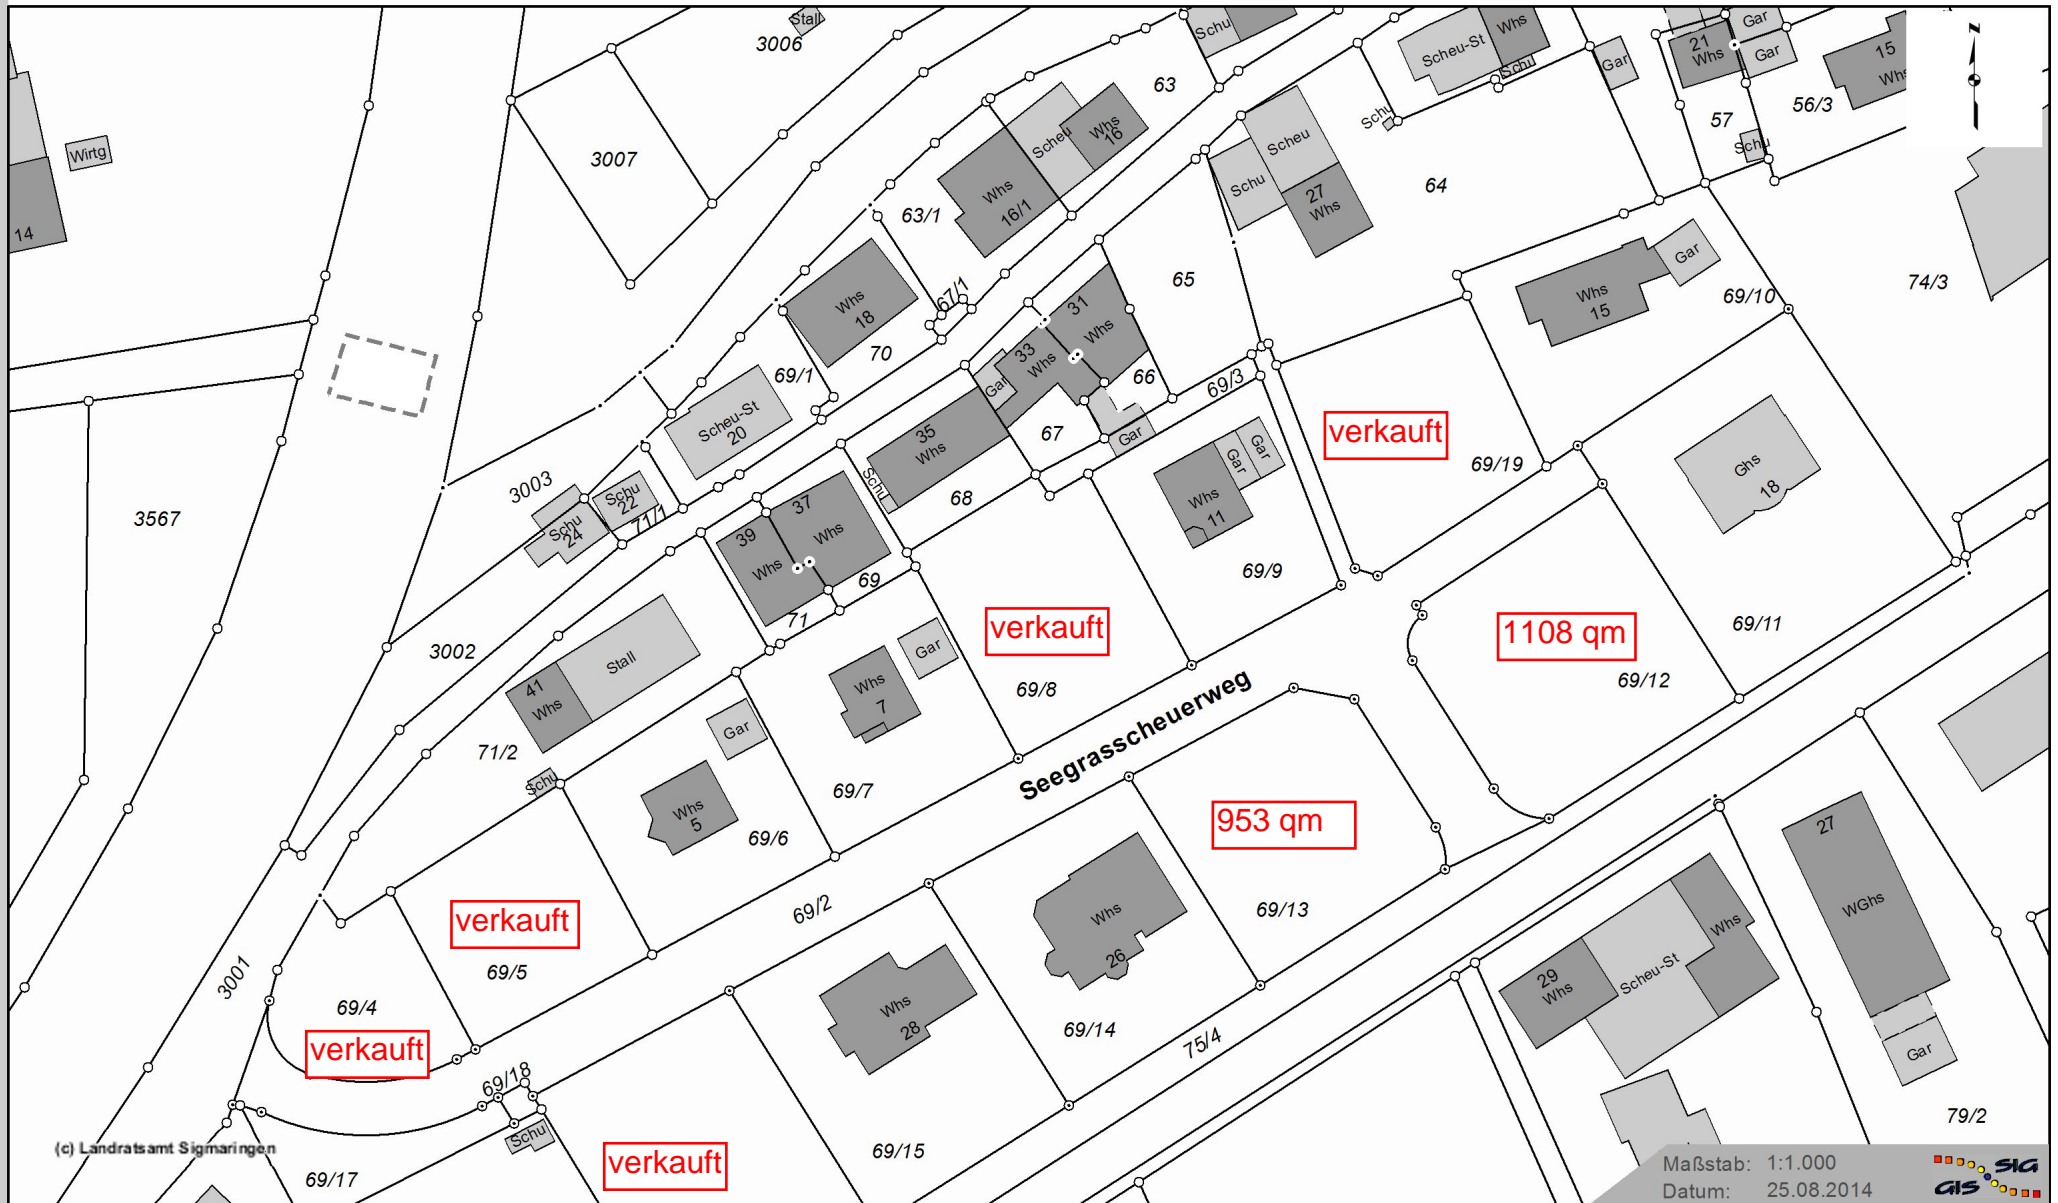 Stall
3006
Schu
63
Scheu-St
Whs
Schu
Gar
21
Whs
Gar
Gar
15
Whs
N
Wirtg
3007
Scheu
Whs
16
Schu
Scheu
57
56/3
Schu
14
63/1
Whs
16/1
Schu
27
Whs
64
67/1
65
Whs
18
70
31
Whs
Whs
15
Gar
69/10
74/3
69/1
33
Whs
Gar
66
69/3
Scheu-St
20
35
Whs
67
Gar
verkauft
69/19
Ghs
18
3567
3003
Schu
22
Schu
24
71/1
Schu
68
Whs
11
Gar
Gar
37
Whs
39
Whs
69
71
69/9
3002
Stall
41
Whs
Gar
verkauft
69/8
1108 qm
69/12
69/11
71/2
Schu
Gar
Whs
7
69/7
Seegrasscheuerweg
Whs
5
69/6
953 qm
69/13
27
WGhs
verkauft
69/5
69/2
Whs
26
29
Whs
Scheu-St
Whs
3001
69/4
verkauft
Whs
28
69/14
75/4
Gar
69/18
Schu
79/2
(c) Landratsamt Sigmaringen
69/17
verkauft
69/15
Maßstab: 1:1.000
Datum: 25.08.2014
SIG
GIS